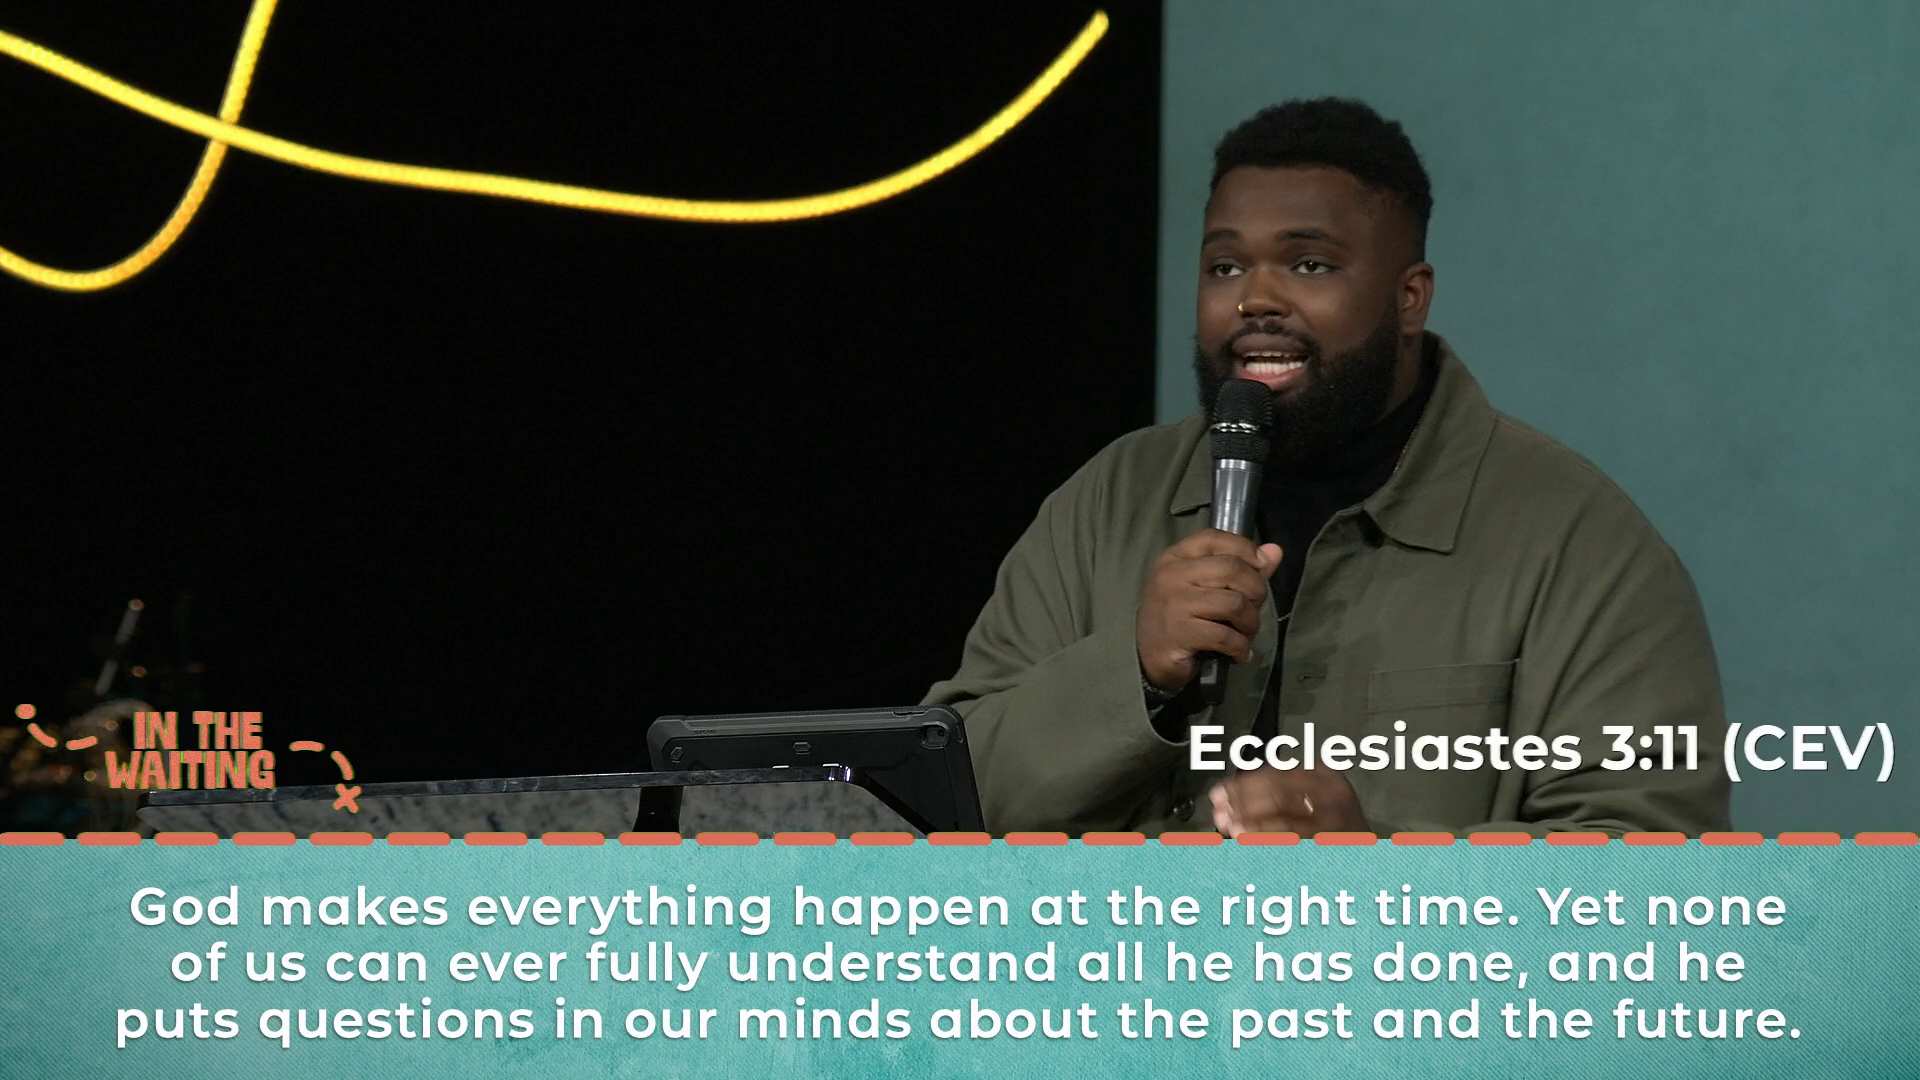 IN THE
WAITING
Ecclesiastes 3:11 (CEV)
God makes everything happen at the right time. Yet none
of us can ever fully understand all he has done, and he
puts questions in our minds about the past and the future.